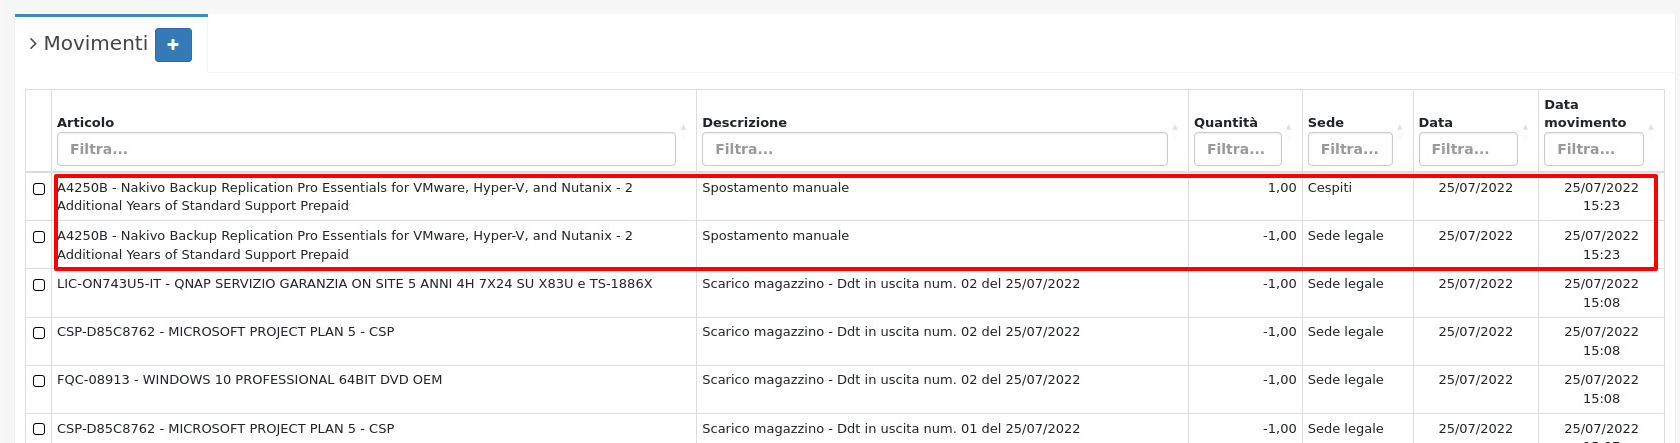 Movimenti
Articolo Descrizione Quantità Sede Data Data movimento
Filtra... Filtra... Filtra... Filtra... Filtra... Filtra...
A4250B - Nakivo Backup Replication Pro Essentials for VMware, Hyper-V, and Nutanix - 2 Spostamento manuale 1,00 Cespiti 25/07/2022 25/07/2022
Additional Years of Standard Support Prepaid 15:23
A4250B - Nakivo Backup Replication Pro Essentials for VMware, Hyper-V, and Nutanix - 2 Spostamento manuale -1,00 Sede legale 25/07/2022 25/07/2022
Additional Years of Standard Support Prepaid 15:23
LIC-ON743U5-IT - QNAP SERVIZIO GARANZIA ON SITE 5 ANNI 4H 7X24 SU X83U e TS-1886X Scarico magazzino - Ddt in uscita num. 02 del 25/07/2022 -1,00 Sede legale 25/07/2022 25/07/2022
15:08
CSP-D85C8762 - MICROSOFT PROJECT PLAN 5 - CSP Scarico magazzino - Ddt in uscita num. 02 del 25/07/2022 -1,00 Sede legale 25/07/2022 25/07/2022
15:08
FQC-08913 - WINDOWS 10 PROFESSIONAL 64BIT DVD OEM Scarico magazzino - Ddt in uscita num. 02 del 25/07/2022 -1,00 Sede legale 25/07/2022 25/07/2022
15:08
CSP-D85C8762 - MICROSOFT PROJECT PLAN 5 - CSP Scarico magazzino - Ddt in uscita num. 01 del 25/07/2022 -1,00 Sede legale 25/07/2022 25/07/2022